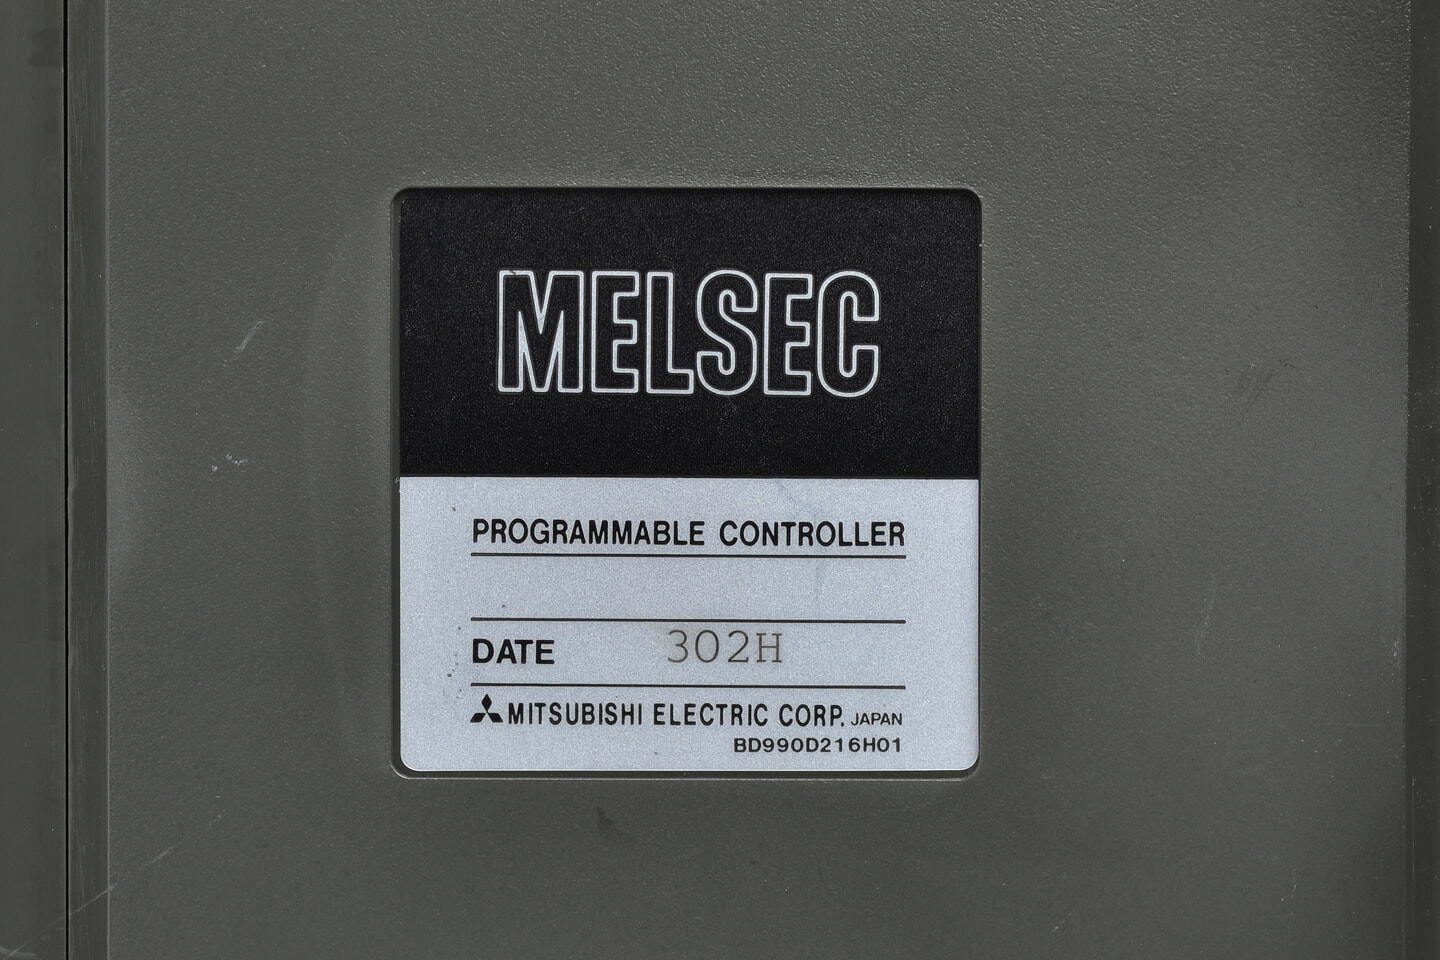 MELSEC
PROGRAMMABLE CONTROLLER
DATE 302H
MITSUBISHI ELECTRIC CORP. JAPAN
BD990D216H01